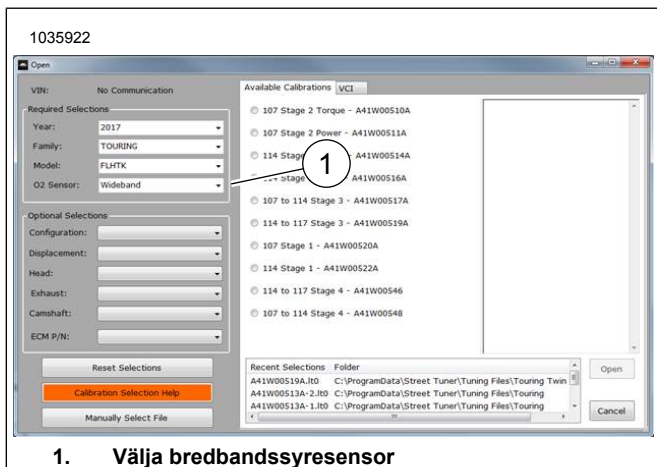 1035922
Open
VIN: No Communication
Required Selections
Year: 2017
Family: TOURING
Model: FLHTK
O2 Sensor: Wideband
Optional Selections
Configuration:
Displacement:
Head:
Exhaust:
Camshaft:
ECM P/N:
Reset Selections
Calibration Selection Help
Manually Select File
Available Calibrations VCI
107 Stage 2 Torque - A41W00510A
107 Stage 2 Power - A41W00511A
114 Stage - A41W00514A
Stage A41W00516A
1
107 to 114 Stage 3 - A41W00517A
114 to 117 Stage 3 - A41W00519A
107 Stage 1 - A41W00520A
114 Stage 1 - A41W00522A
114 to 117 Stage 4 - A41W00546
107 to 114 Stage 4 - A41W00548
Recent Selections Folder
A41W00519A.lt0 C:\ProgramData\Street Tuner\Tuning Files\Touring Twin
A41W00513A-2.lt0 C:\ProgramData\Street Tuner\Tuning Files\Touring
A41W00513A-1.lt0 C:\ProgramData\Street Tuner\Tuning Files\Touring
Open
Cancel
1. Välja bredbandssyresensor